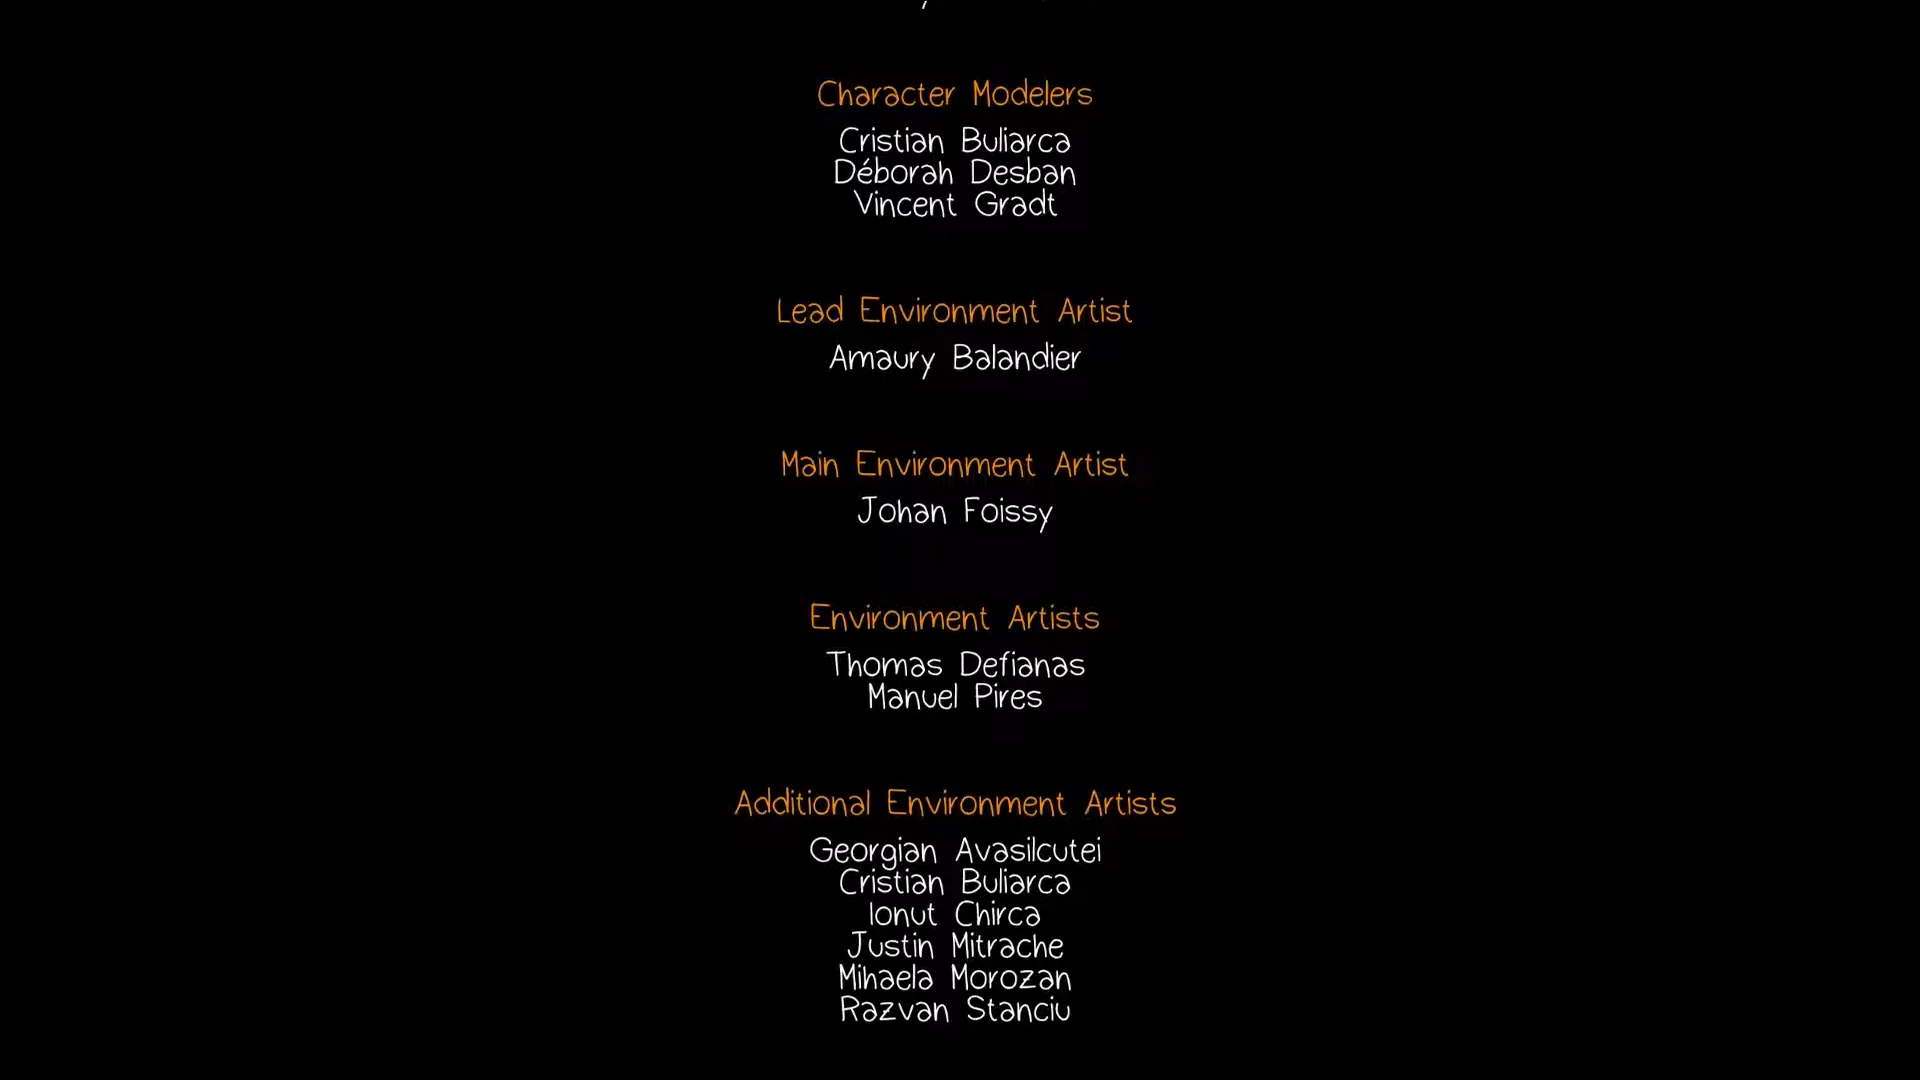 Character Modelers
Cristian Buliarca
Déborah Desban
Vincent Gradt
Lead Environment Artist
Amaury Balandier
Main Environment Artist
Johan Foissy
Environment Artists
Thomas Defianas
Manuel Pires
Additional Environment Artists
Georgian Avasilcutei
Cristian Buliarca
Ionut Chirca
Justin Mitrache
Mihaela Morozan
Razvan Stanciu